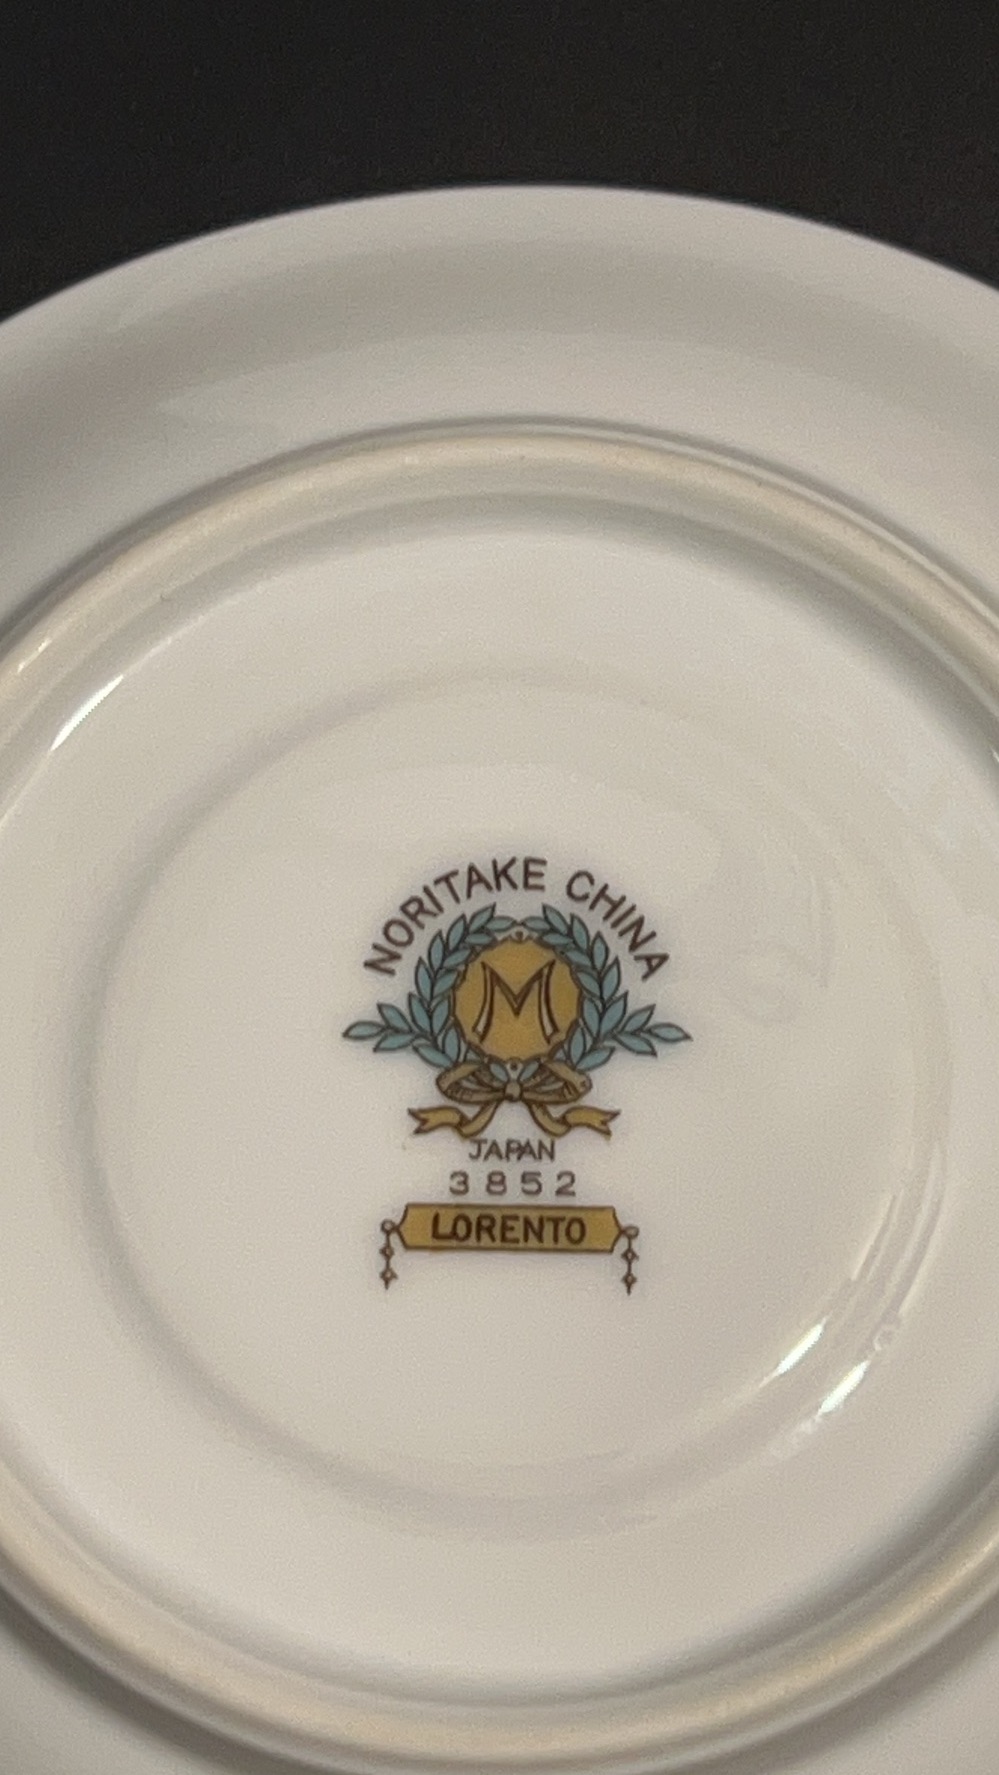 NORITAKE CHINA
M
JAPAN
3852
LORENTO